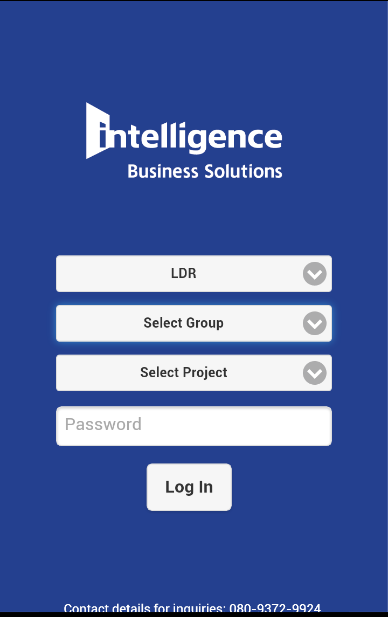 intelligence
Business Solutions
LDR
Select Group
Select Project
Password
Log In
Contact details for inquiries: 080-9372-9924